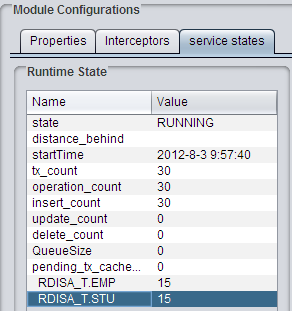 Module Configurations
Properties Interceptors service states
Runtime State
Name Value
state RUNNING
distance_behind
startTime 2012-8-3 9:57:40
tx_count 30
operation_count 30
insert_count 30
update_count 0
delete_count 0
QueueSize 0
pending_tx_cache... 0
RDISA_T.EMP 15
RDISA_T.STU 15